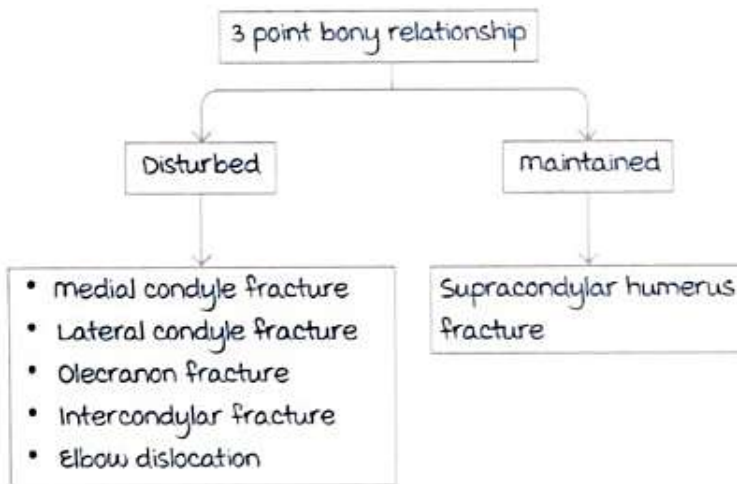 3 point bony relationship
Disturbed
maintained
• medial condyle fracture
• Lateral condyle fracture
• Olecranon fracture
• Intercondylar fracture
• Elbow dislocation
Supracondylar humerus
fracture